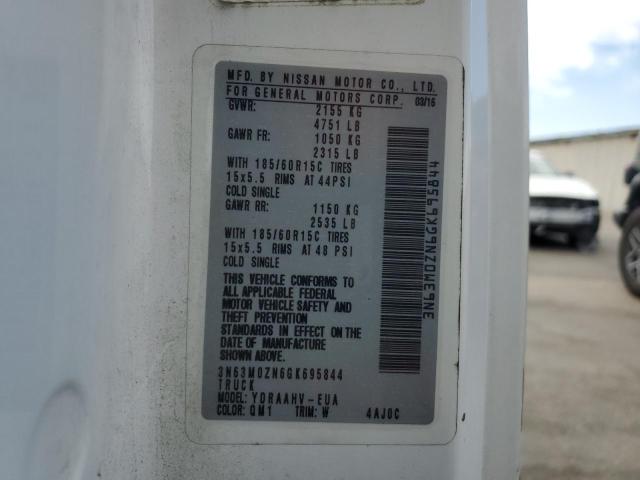 MFD. BY NISSAN MOTOR CO., LTD.
FOR GENERAL MOTORS CORP. 03/16
GVWR: 2155 KG
4751 LB
GAWR FR: 1050 KG
2315 LB
WITH 185/60R15C TIRES
15x5.5 RIMS AT 44PSI
COLD SINGLE
GAWR RR: 1150 KG
2535 LB
WITH 185/60R15C TIRES
15x5.5 RIMS AT 48 PSI
COLD SINGLE
THIS VEHICLE CONFORMS TO
ALL APPLICABLE FEDERAL
MOTOR VEHICLE SAFETY AND
THEFT PREVENTION
STANDARDS IN EFFECT ON THE
DATE OF MANUFACTURE
SHOWN ABOVE.
3N63M0ZN6GK695844
TRUCK
MODEL: YDRAAHV-EUA
COLOR: QM1 TRIM: W 4AJ0C
3N63M0ZN6GK695844